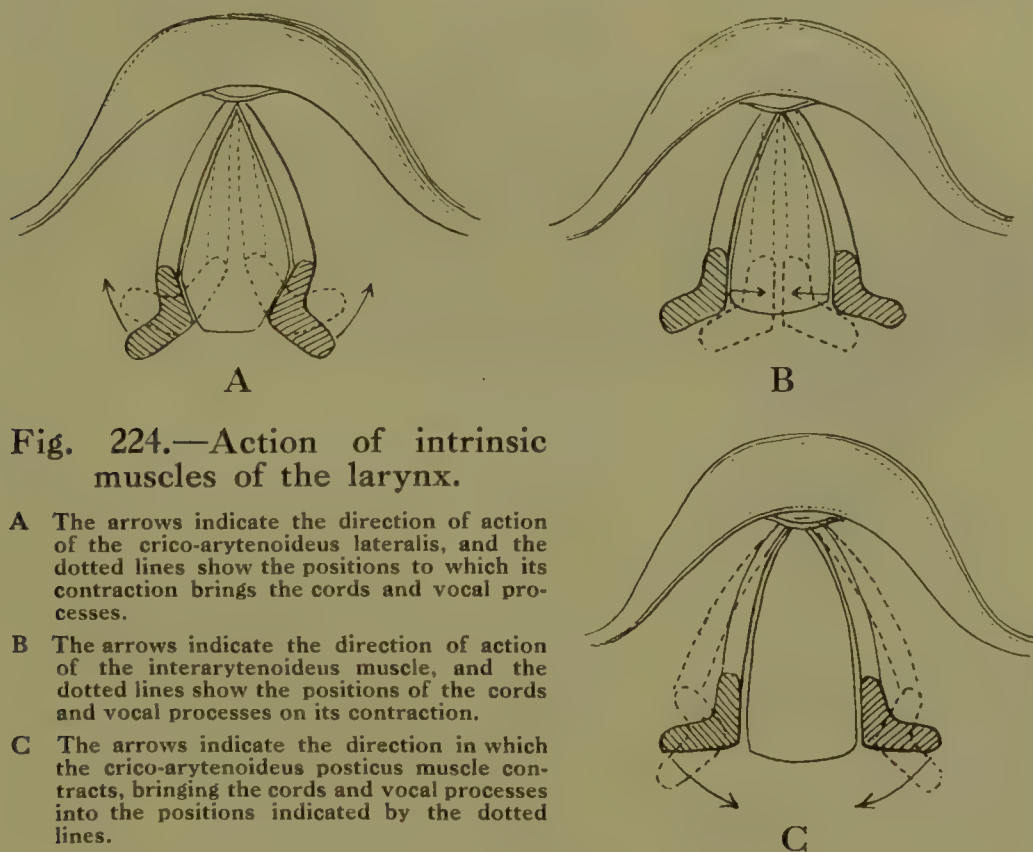 A
B
Fig. 224.—Action of intrinsic
muscles of the larynx.
A The arrows indicate the direction of action
of the crico-arytenoideus lateralis, and the
dotted lines show the positions to which its
contraction brings the cords and vocal pro-
cesses.
B The arrows indicate the direction of action
of the interarytenoideus muscle, and the
dotted lines show the positions of the cords
and vocal processes on its contraction.
C The arrows indicate the direction in which
the crico-arytenoideus posticus muscle con-
tracts, bringing the cords and vocal processes
into the positions indicated by the dotted
lines.
C